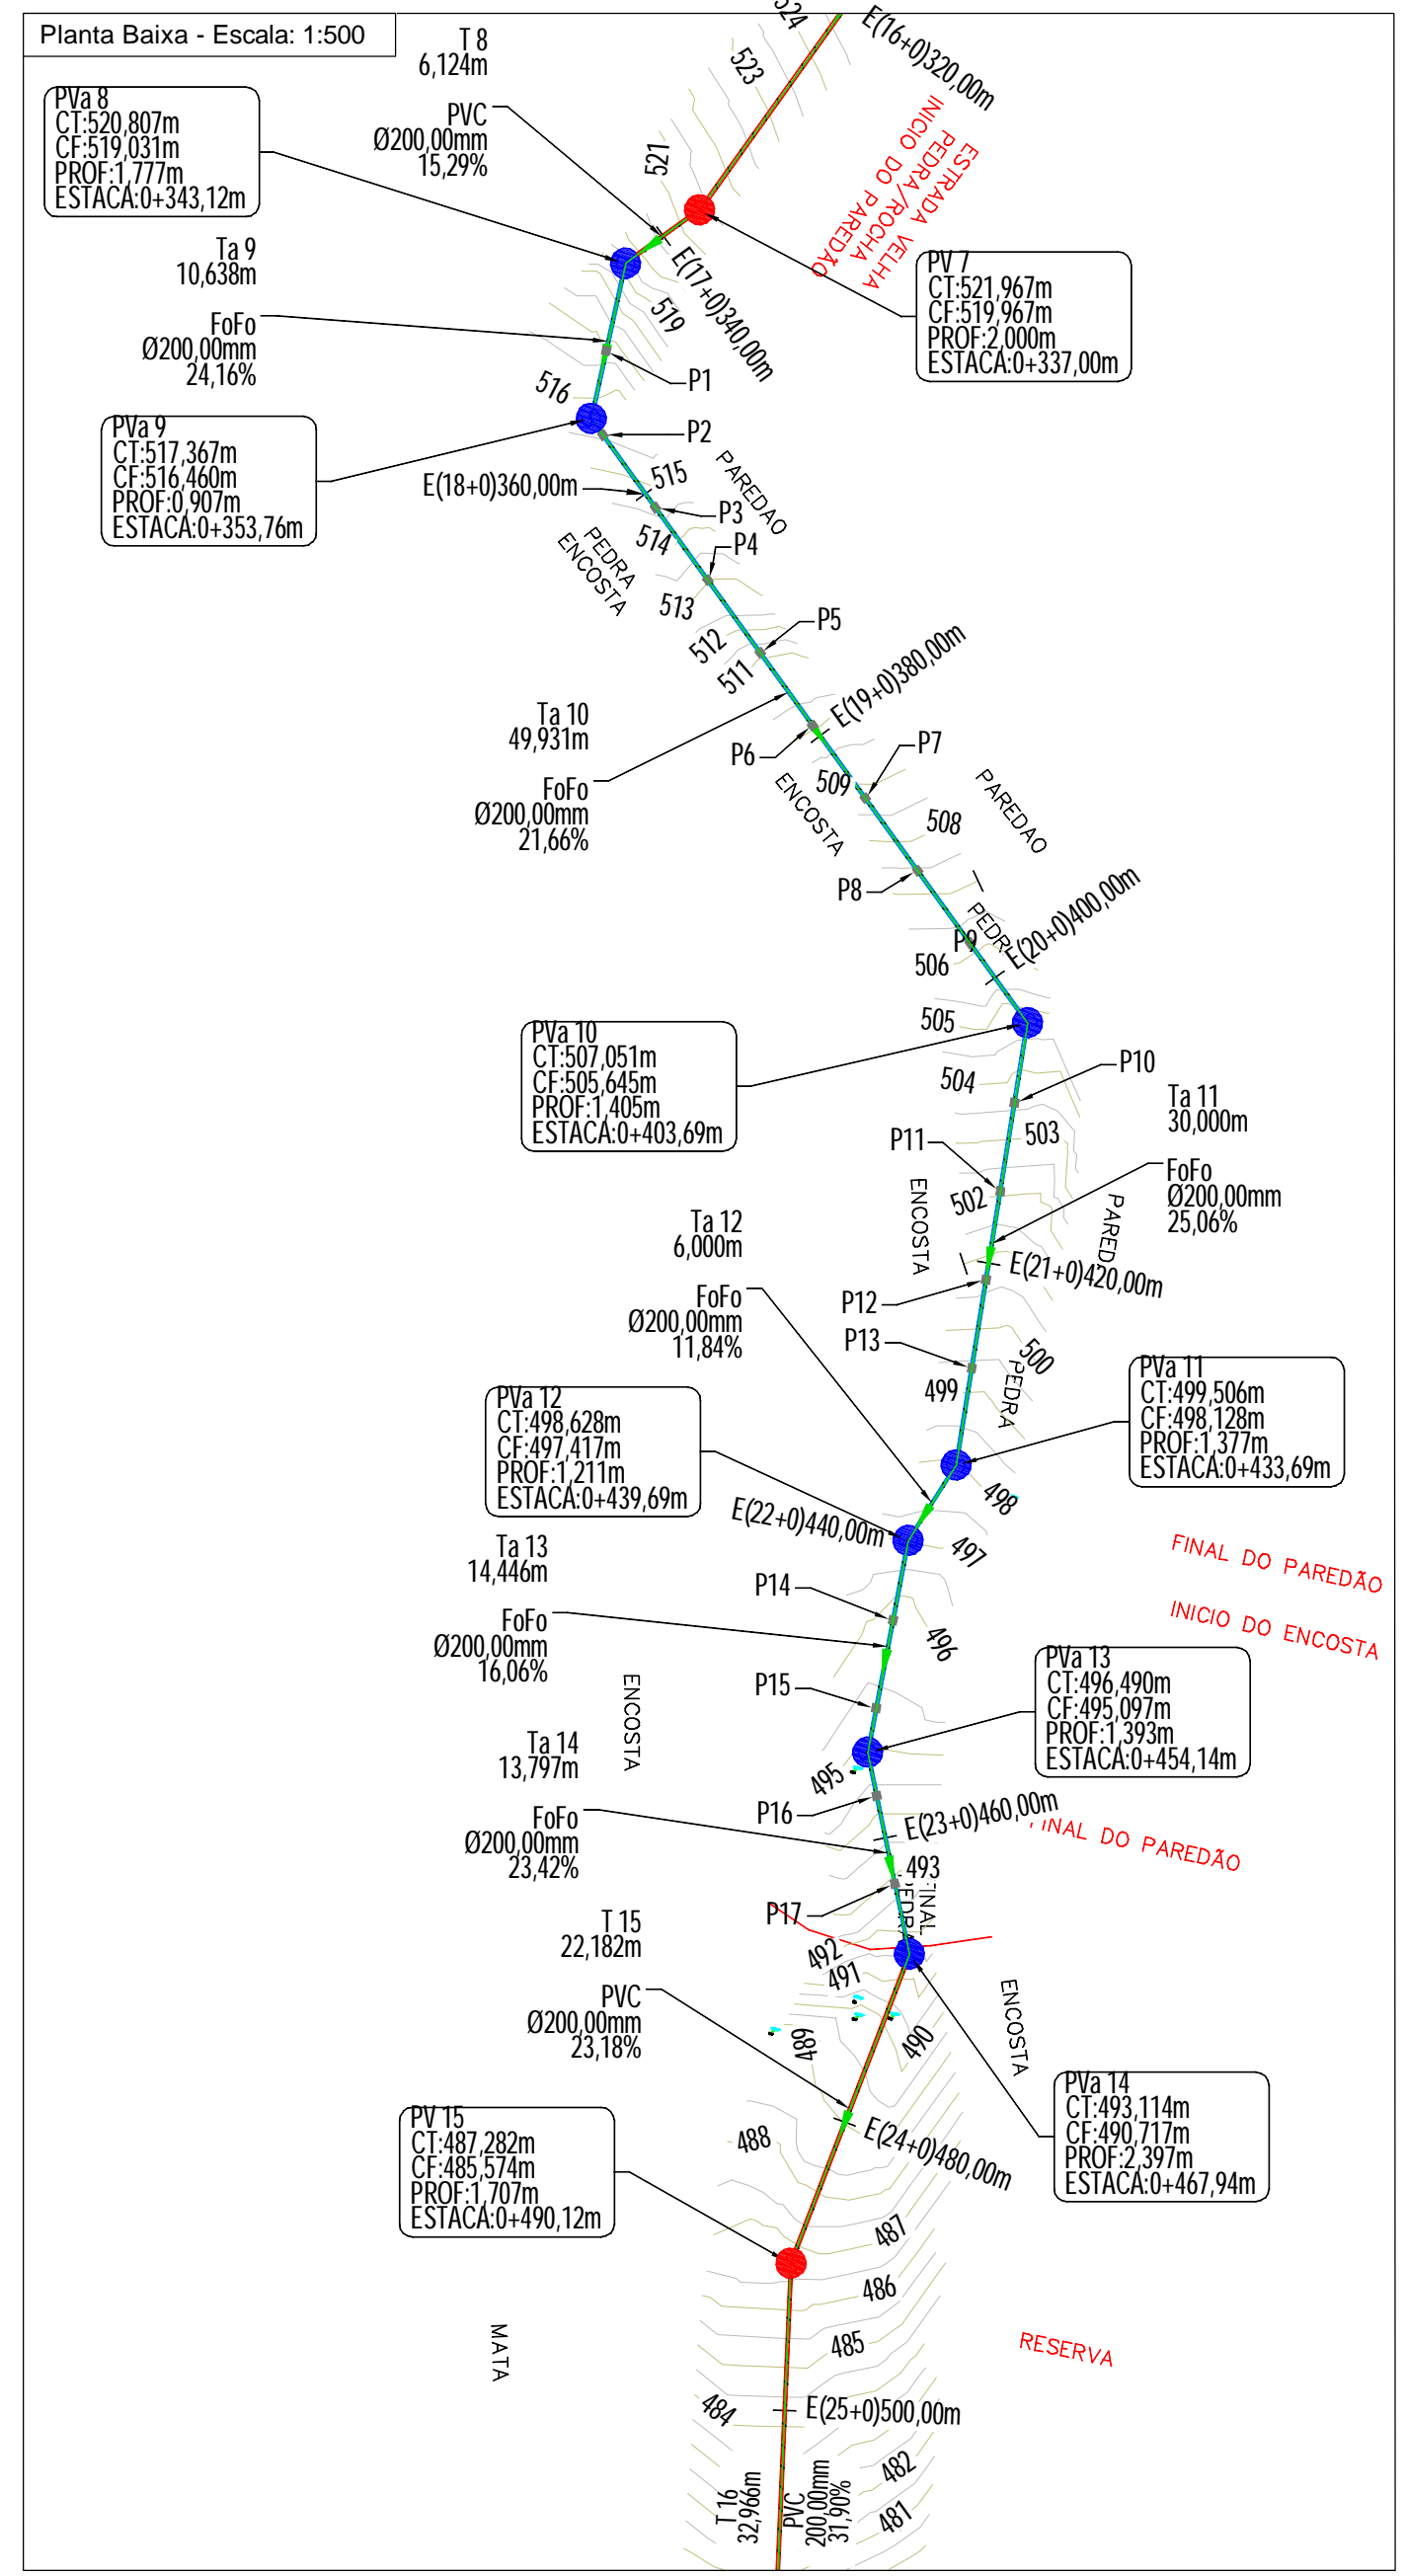 Planta Baixa - Escala: 1:500
524
E(16+0)320,00m
523
T 8
6,124m
PVC
Ø200,00mm
15,29%
PVa 8
CT:520,807m
CF:519,031m
PROF:1,777m
ESTACA:0+343,12m
521
ESTRADA VELHA
PEDRA/ROCHA
INICIO DO PAREDÃO
PV 7
CT:521,967m
CF:519,967m
PROF:2,000m
ESTACA:0+337,00m
E(17+0)340,00m
519
Ta 9
10,638m
FoFo
Ø200,00mm
24,16%
P1
516
PVa 9
CT:517,367m
CF:516,460m
PROF:0,907m
ESTACA:0+353,76m
P2
515
PAREDAO
E(18+0)360,00m
P3
514
P4
PEDRA
ENCOSTA
513
P5
512
511
E(19+0)380,00m
Ta 10
49,931m
FoFo
Ø200,00mm
21,66%
P6
P7
509
ENCOSTA
508
PAREDAO
P8
PEDR
P9
E(20+0)400,00m
506
505
PVa 10
CT:507,051m
CF:505,645m
PROF:1,405m
ESTACA:0+403,69m
504
P10
Ta 11
30,000m
FoFo
Ø200,00mm
25,06%
503
P11
502
ENCOSTA
PARED
Ta 12
6,000m
FoFo
Ø200,00mm
11,84%
E(21+0)420,00m
P12
P13
500
499
PEDRA
PVa 11
CT:499,506m
CF:498,128m
PROF:1,377m
ESTACA:0+433,69m
PVa 12
CT:498,628m
CF:497,417m
PROF:1,211m
ESTACA:0+439,69m
498
E(22+0)440,00m
497
FINAL DO PAREDÃO
INICIO DO ENCOSTA
Ta 13
14,446m
FoFo
Ø200,00mm
16,06%
P14
496
P15
ENCOSTA
PVa 13
CT:496,490m
CF:495,097m
PROF:1,393m
ESTACA:0+454,14m
Ta 14
13,797m
FoFo
Ø200,00mm
23,42%
495
P16
E(23+0)460,00m
FINAL DO PAREDÃO
493
FINAL
PEDRA
P17
492
491
T 15
22,182m
PVC
Ø200,00mm
23,18%
490
489
ENCOSTA
PVa 14
CT:493,114m
CF:490,717m
PROF:2,397m
ESTACA:0+467,94m
PV 15
CT:487,282m
CF:485,574m
PROF:1,707m
ESTACA:0+490,12m
488
E(24+0)480,00m
487
486
485
MATA
RESERVA
484
E(25+0)500,00m
482
481
T 16
32,966m
PVC
200,00mm
31,90%